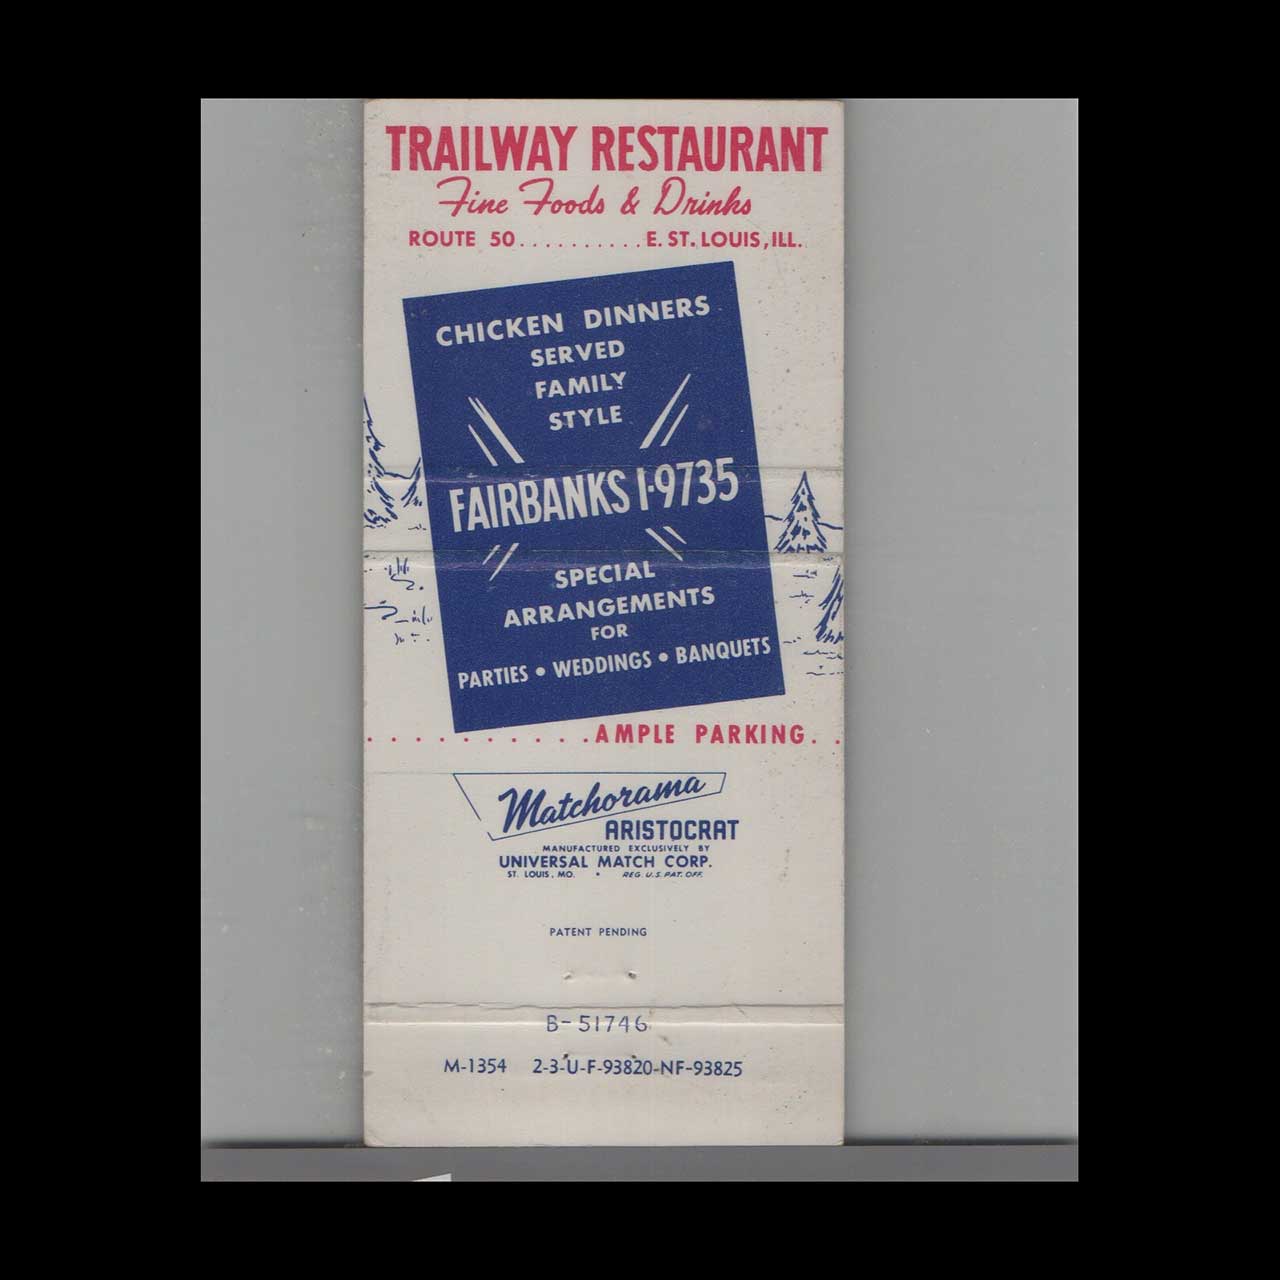 TRAILWAY RESTAURANT
Fine Foods & Drinks
ROUTE 50..........E. ST. LOUIS, ILL.
CHICKEN DINNERS
SERVED
FAMILY
STYLE
FAIRBANKS 1-9735
SPECIAL
ARRANGEMENTS
FOR
PARTIES • WEDDINGS • BANQUETS
..........AMPLE PARKING..
Matchorama
ARISTOCRAT
MANUFACTURED EXCLUSIVELY BY
UNIVERSAL MATCH CORP.
ST. LOUIS, MO. • REG. U.S. PAT. OFF.
PATENT PENDING
B-51746
M-1354 2-3-U-F-93820-NF-93825